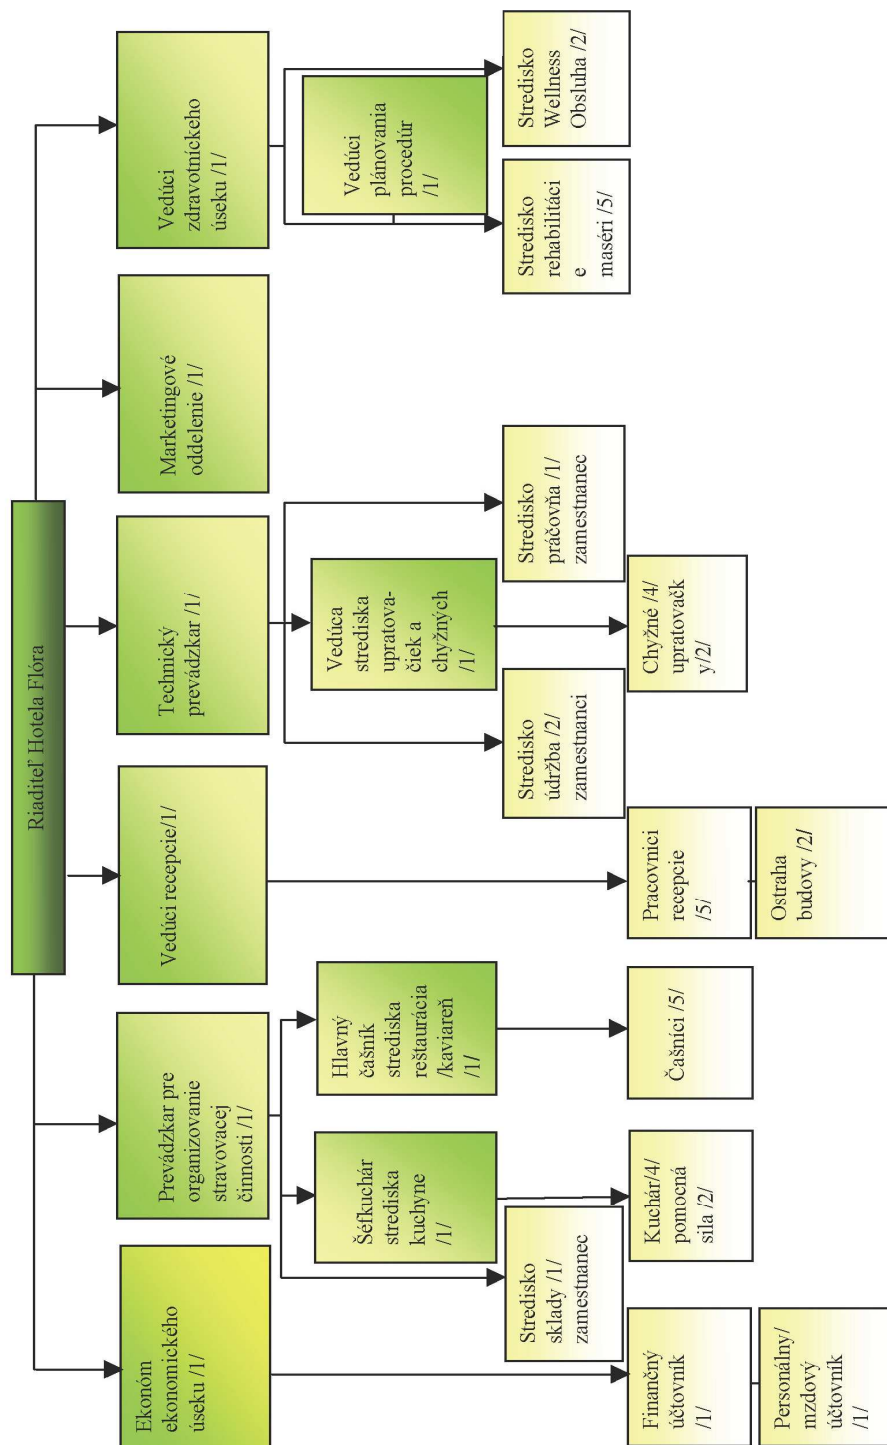 Riaditeľ Hotela Flóra
Ekonóm
ekonomického
úseku /1/
Prevádzkar pre
organizovanie
stravovacej
činnosti /1/
Vedúci recepcie/1/
Technický
prevádzkar /1/
Marketingové
oddelenie /1/
Vedúci
zdravotníckeho
úseku /1/
Šéfkuchár
strediska
kuchyne
/1/
Hlavný
čašník
strediska
reštaurácia
/kaviareň
/1/
Vedúca
strediska
upratova-
čiek a
chyžných
/1/
Vedúci
plánovania
procedúr
/1/
Stredisko
sklady /1/
zamestnanec
Stredisko
údržba /2/
zamestnanci
Stredisko
práčovňa /1/
zamestnanec
Stredisko
rehabilitáci
e
maséri /5/
Stredisko
Wellness
Obsluha /2/
Finančný
účtovník
/1/
Kuchár/4/
pomocná
sila /2/
Čašníci /5/
Pracovnici
recepcie
/5/
Chyžné /4/
upratovačk
y/2/
Personálny/
mzdový
účtovník
/1/
Ostraha
budovy /2/